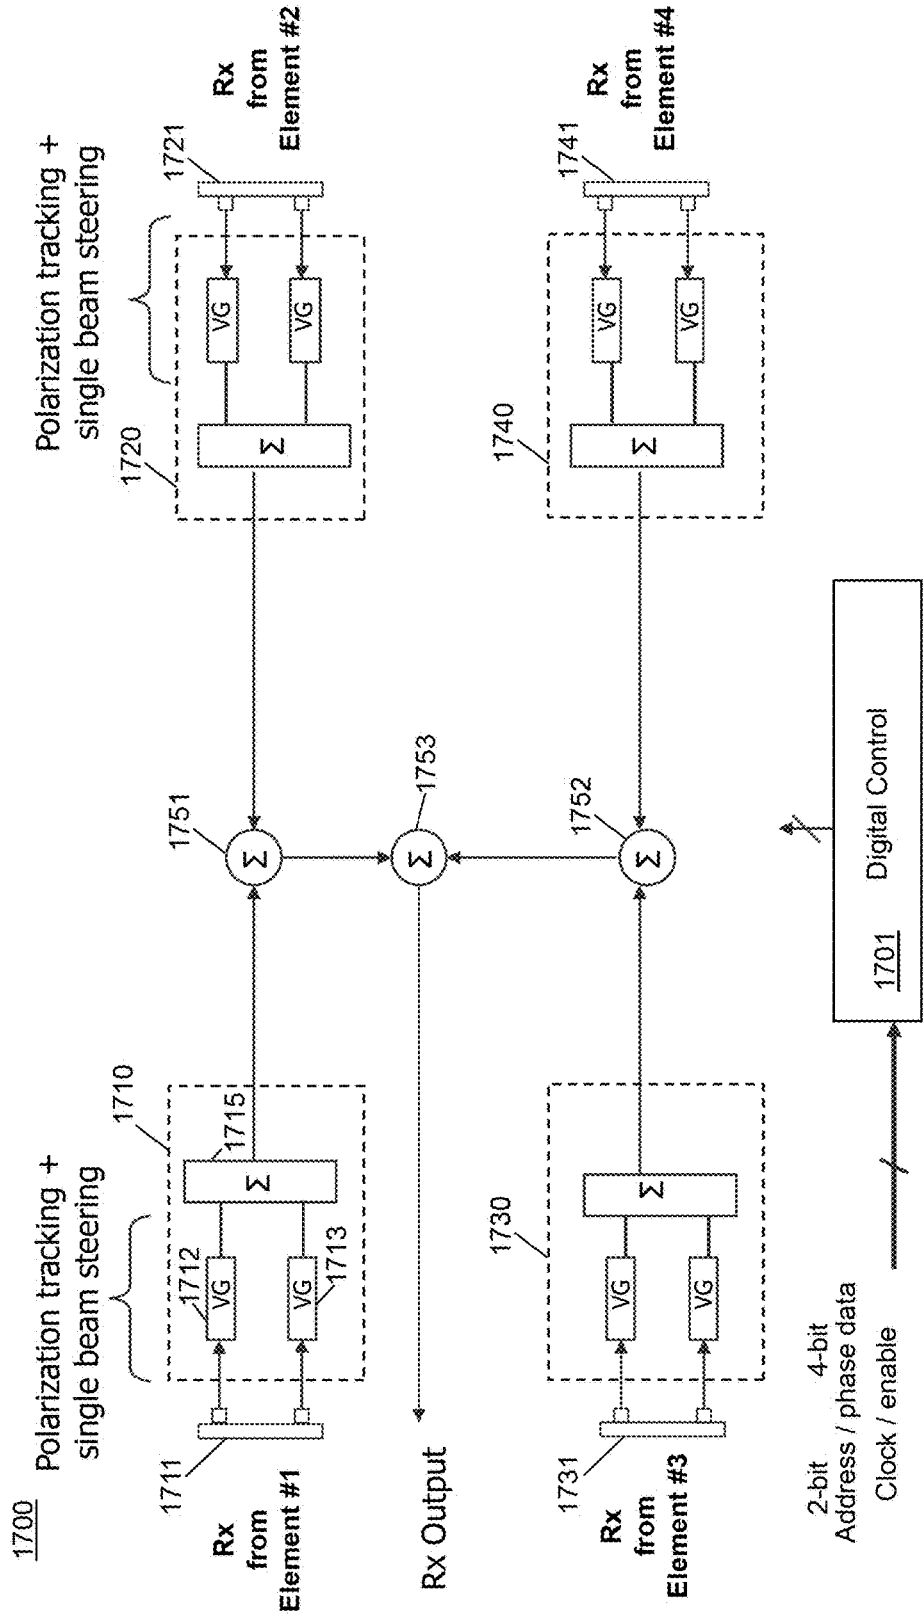 1700
Polarization tracking +
single beam steering
Polarization tracking +
single beam steering
1710
1720
1711
1712
1713
1715
VG
VG
Σ
Rx
from
Element #1
1751
Σ
1721
VG
VG
Σ
Rx
from
Element #2
Rx Output
1753
Σ
1730
1731
VG
VG
Σ
Rx
from
Element #3
1752
Σ
1740
1741
VG
VG
Σ
Rx
from
Element #4
2-bit 4-bit
Address / phase data
Clock / enable
1701
Digital Control